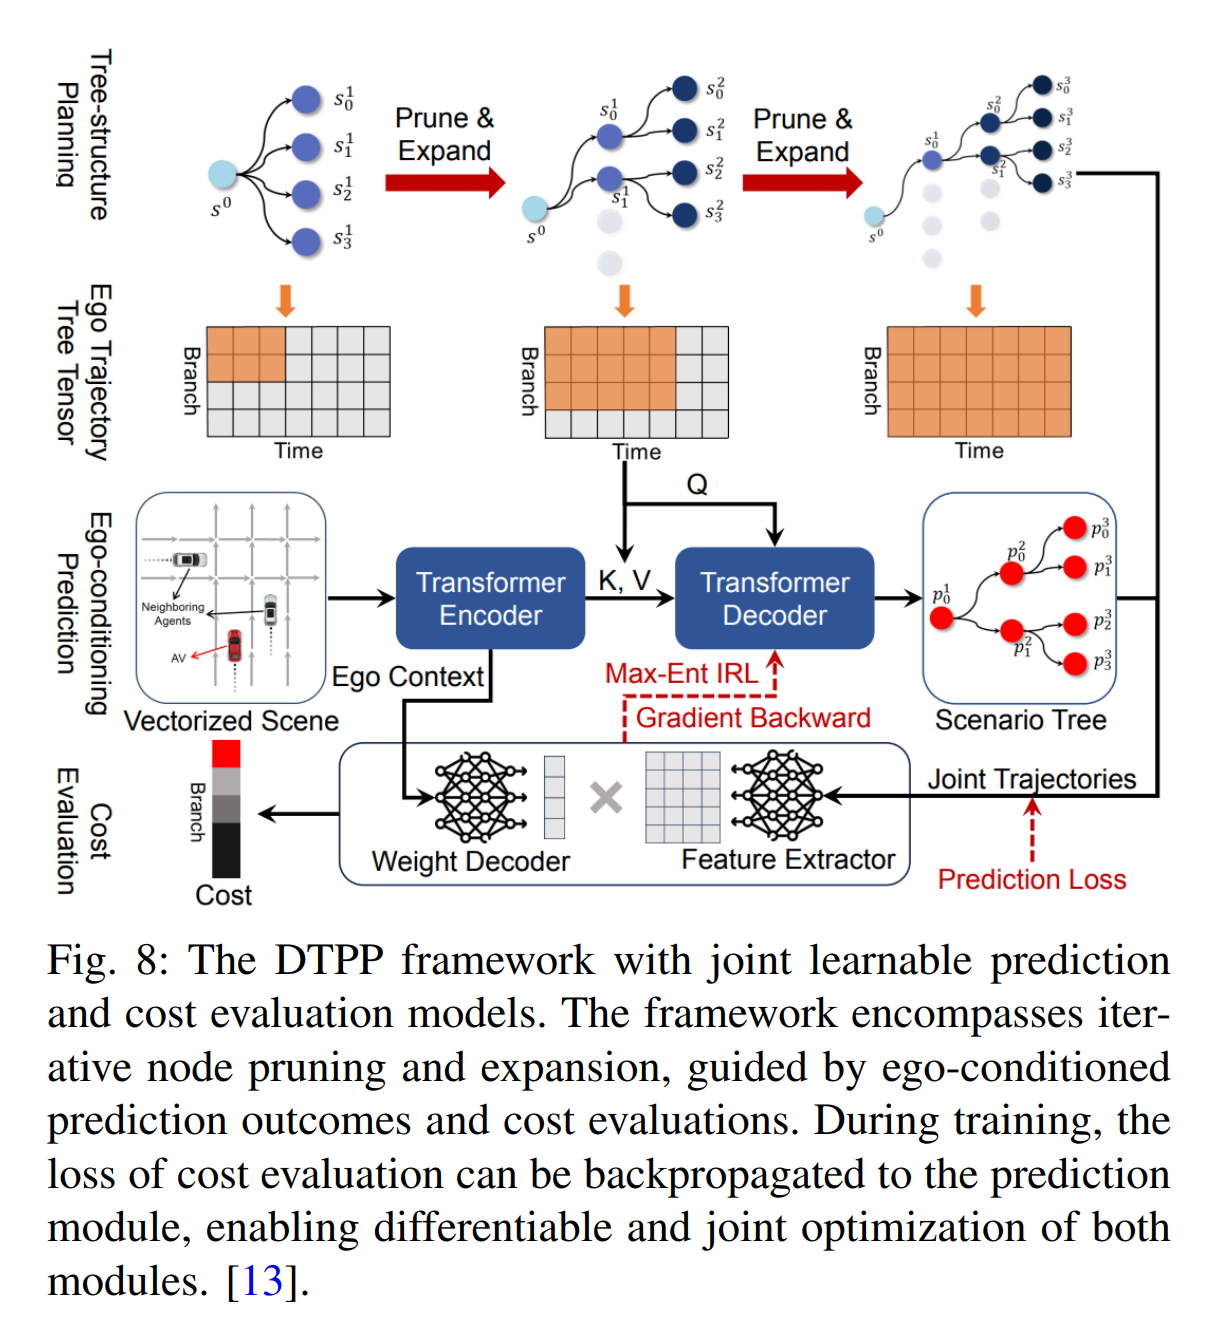 Tree-structure
Planning
s^0
s_0^1
s_1^1
s_2^1
s_3^1
Prune &
Expand
s^0
s_0^1
s_1^1
s_0^2
s_1^2
s_2^2
s_3^2
Prune &
Expand
s^0
s_0^1
s_0^2
s_1^2
s_0^3
s_1^3
s_2^3
s_3^3
Ego Trajectory
Tree Tensor
Branch
Time
Branch
Time
Branch
Time
Ego-conditioning
Prediction
Neighboring
Agents
AV
Vectorized Scene
Transformer
Encoder
Q
K, V
Transformer
Decoder
p_0^1
p_0^2
p_1^2
p_0^3
p_1^3
p_2^3
p_3^3
Scenario Tree
Ego Context
Max-Ent IRL
Gradient Backward
Cost
Evaluation
Branch
Cost
Weight Decoder
Feature Extractor
Joint Trajectories
Prediction Loss
Fig. 8: The DTPP framework with joint learnable prediction
and cost evaluation models. The framework encompasses iter-
ative node pruning and expansion, guided by ego-conditioned
prediction outcomes and cost evaluations. During training, the
loss of cost evaluation can be backpropagated to the prediction
module, enabling differentiable and joint optimization of both
modules. [13].